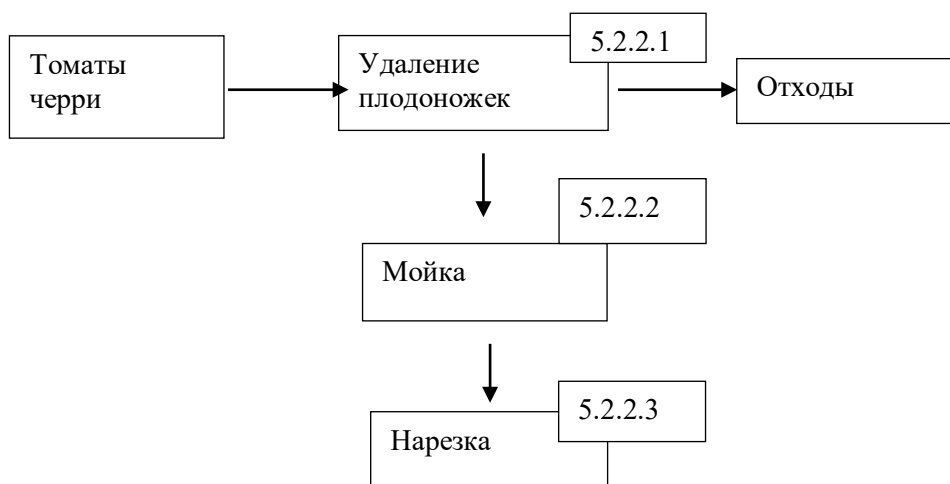 Томаты
черри
Удаление
плодоножек
5.2.2.1
Отходы
5.2.2.2
Мойка
5.2.2.3
Нарезка